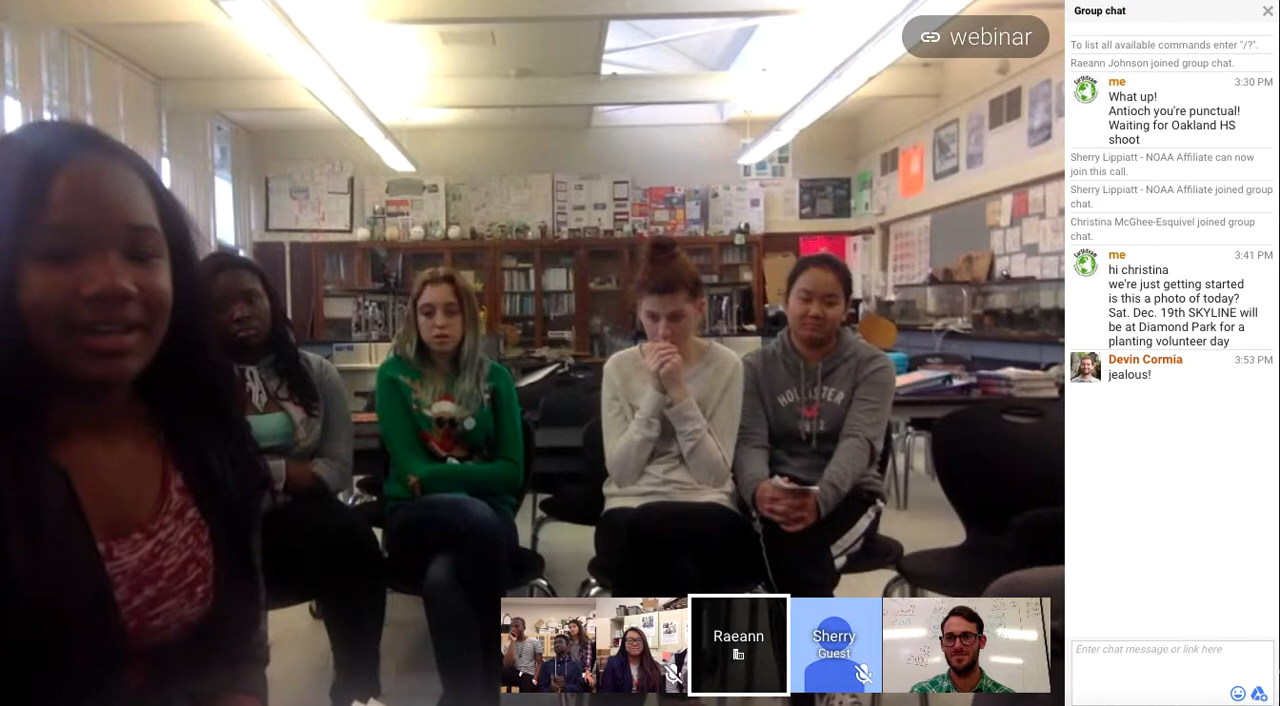 webinar
HOLLISTER
Raeann
Sherry
Guest
Group chat
To list all available commands enter "/?".
Raeann Johnson joined group chat.
me 3:30 PM
What up!
Antioch you're punctual!
Waiting for Oakland HS
shoot
Sherry Lippiatt - NOAA Affiliate can now
join this call.
Sherry Lippiatt - NOAA Affiliate joined group
chat.
Christina McGhee-Esquivel joined group
chat.
me 3:41 PM
hi christina
we're just getting started
is this a photo of today?
Sat. Dec. 19th SKYLINE will
be at Diamond Park for a
planting volunteer day
Devin Cormia 3:53 PM
jealous!
Enter chat message or link here